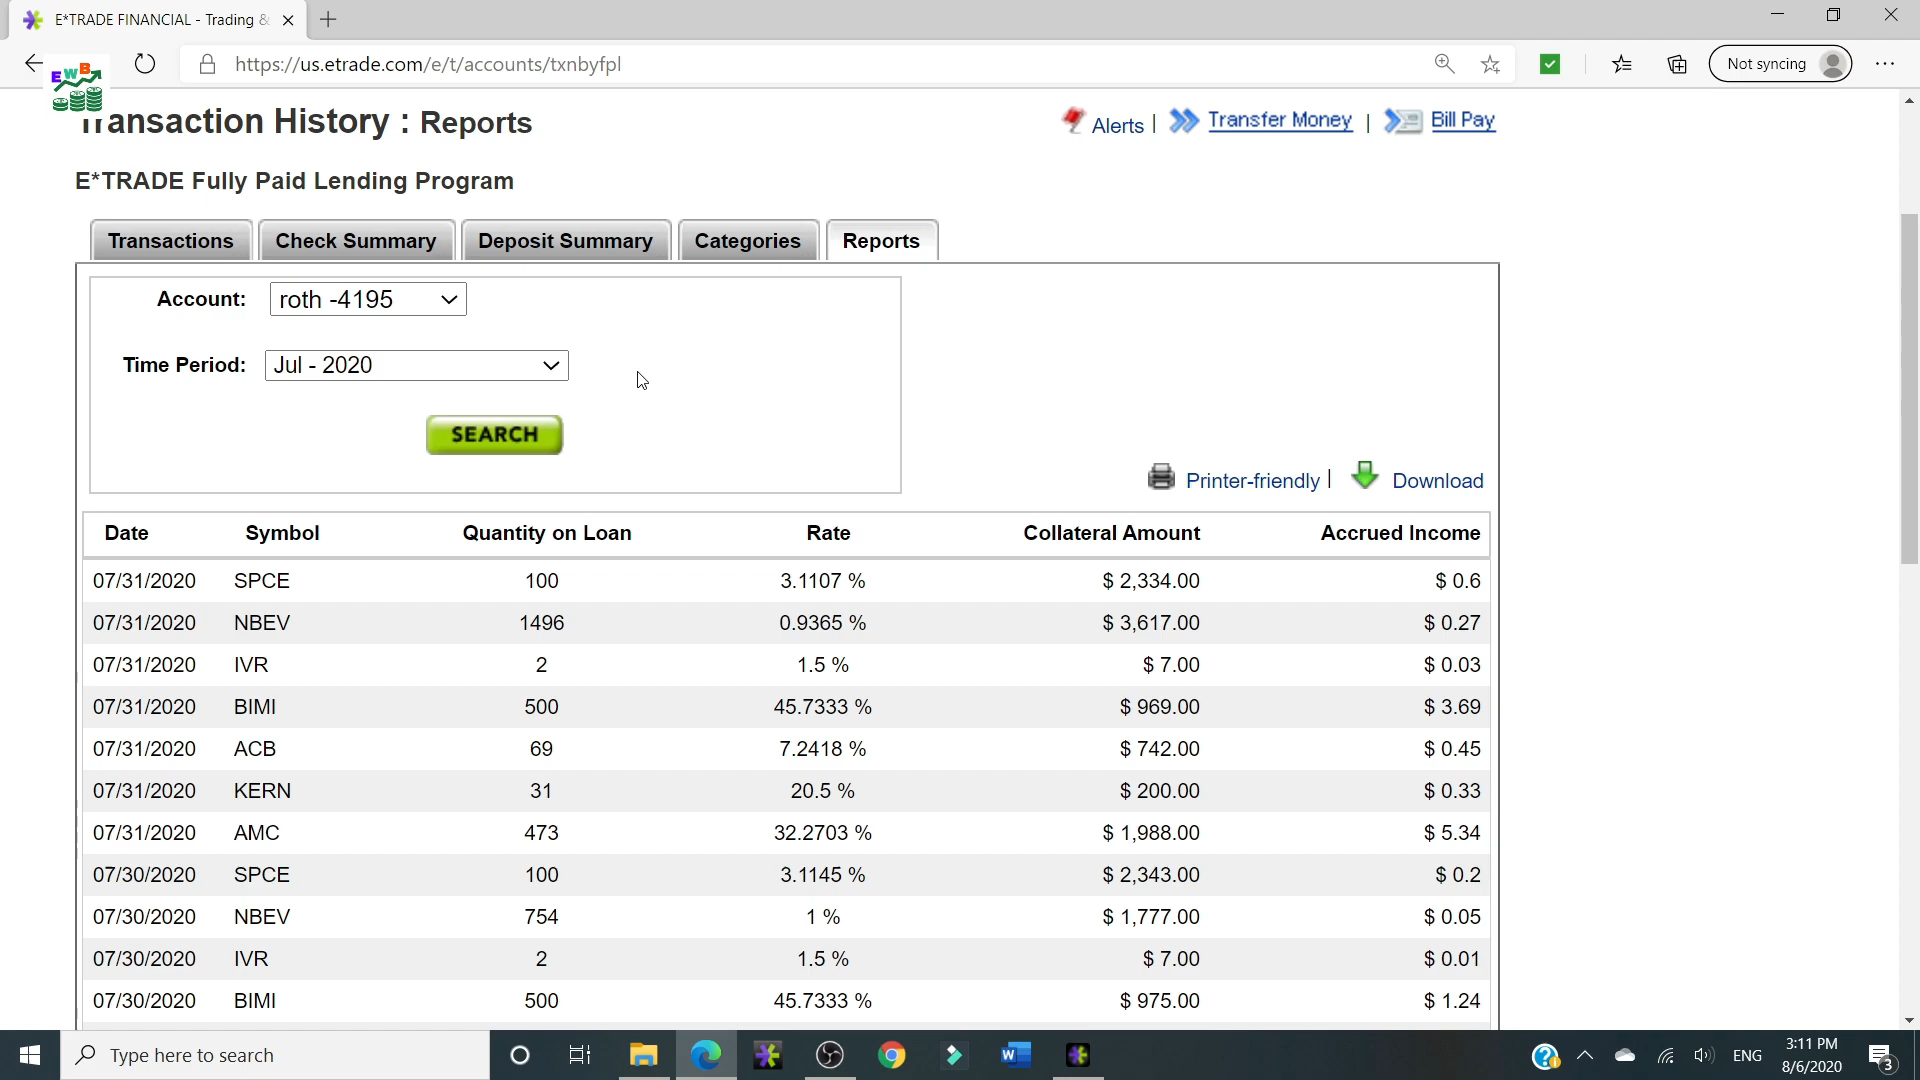 E*TRADE FINANCIAL - Trading &
https://us.etrade.com/e/t/accounts/txnbyfpl
Not syncing
EWB
Transaction History : Reports
Alerts | Transfer Money | Bill Pay
E*TRADE Fully Paid Lending Program
Transactions Check Summary Deposit Summary Categories Reports
Account: roth -4195
Time Period: Jul - 2020
SEARCH
Printer-friendly | Download
Date Symbol Quantity on Loan Rate Collateral Amount Accrued Income
07/31/2020 SPCE 100 3.1107 % $ 2,334.00 $ 0.6
07/31/2020 NBEV 1496 0.9365 % $ 3,617.00 $ 0.27
07/31/2020 IVR 2 1.5 % $ 7.00 $ 0.03
07/31/2020 BIMI 500 45.7333 % $ 969.00 $ 3.69
07/31/2020 ACB 69 7.2418 % $ 742.00 $ 0.45
07/31/2020 KERN 31 20.5 % $ 200.00 $ 0.33
07/31/2020 AMC 473 32.2703 % $ 1,988.00 $ 5.34
07/30/2020 SPCE 100 3.1145 % $ 2,343.00 $ 0.2
07/30/2020 NBEV 754 1 % $ 1,777.00 $ 0.05
07/30/2020 IVR 2 1.5 % $ 7.00 $ 0.01
07/30/2020 BIMI 500 45.7333 % $ 975.00 $ 1.24
Type here to search
ENG
3:11 PM
8/6/2020
3